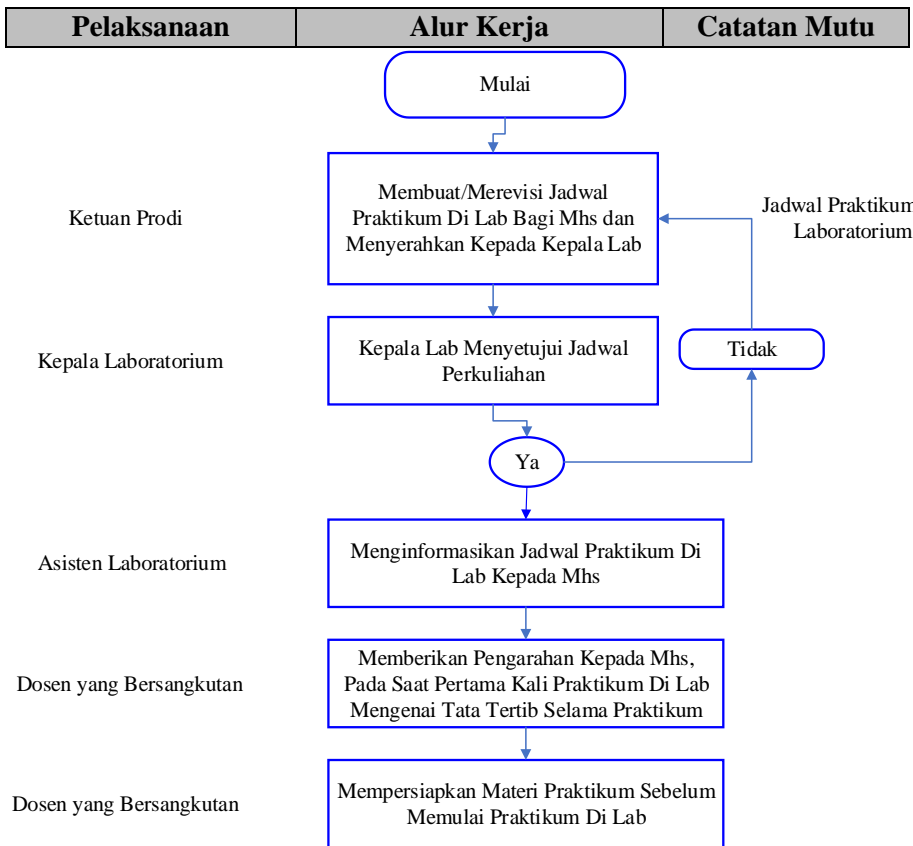 Pelaksanaan
Alur Kerja
Catatan Mutu
Mulai
Ketuan Prodi
Membuat/Merevisi Jadwal
Praktikum Di Lab Bagi Mhs dan
Menyerahkan Kepada Kepala Lab
Jadwal Praktikum
Laboratorium
Kepala Laboratorium
Kepala Lab Menyetujui Jadwal
Perkuliahan
Tidak
Ya
Asisten Laboratorium
Menginformasikan Jadwal Praktikum Di
Lab Kepada Mhs
Dosen yang Bersangkutan
Memberikan Pengarahan Kepada Mhs,
Pada Saat Pertama Kali Praktikum Di Lab
Mengenai Tata Tertib Selama Praktikum
Dosen yang Bersangkutan
Mempersiapkan Materi Praktikum Sebelum
Memulai Praktikum Di Lab